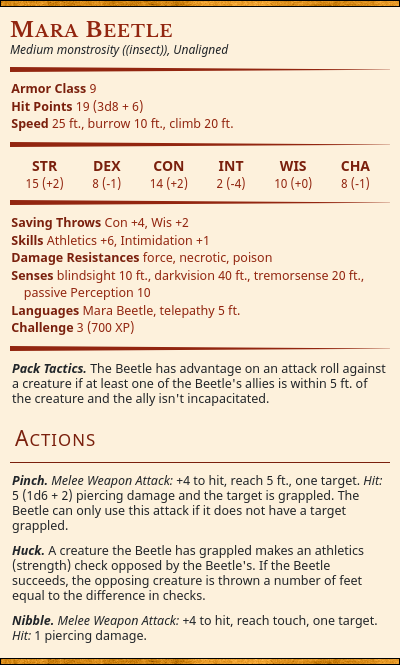 Mara Beetle
Medium monstrosity ((insect)), Unaligned
Armor Class 9
Hit Points 19 (3d8 + 6)
Speed 25 ft., burrow 10 ft., climb 20 ft.
STR DEX CON INT WIS CHA
15 (+2) 8 (-1) 14 (+2) 2 (-4) 10 (+0) 8 (-1)
Saving Throws Con +4, Wis +2
Skills Athletics +6, Intimidation +1
Damage Resistances force, necrotic, poison
Senses blindsight 10 ft., darkvision 40 ft., tremorsense 20 ft.,
passive Perception 10
Languages Mara Beetle, telepathy 5 ft.
Challenge 3 (700 XP)
Pack Tactics. The Beetle has advantage on an attack roll against
a creature if at least one of the Beetle's allies is within 5 ft. of
the creature and the ally isn't incapacitated.
Actions
Pinch. Melee Weapon Attack: +4 to hit, reach 5 ft., one target. Hit:
5 (1d6 + 2) piercing damage and the target is grappled. The
Beetle can only use this attack if it does not have a target
grappled.
Huck. A creature the Beetle has grappled makes an athletics
(strength) check opposed by the Beetle's. If the Beetle
succeeds, the opposing creature is thrown a number of feet
equal to the difference in checks.
Nibble. Melee Weapon Attack: +4 to hit, reach touch, one target.
Hit: 1 piercing damage.